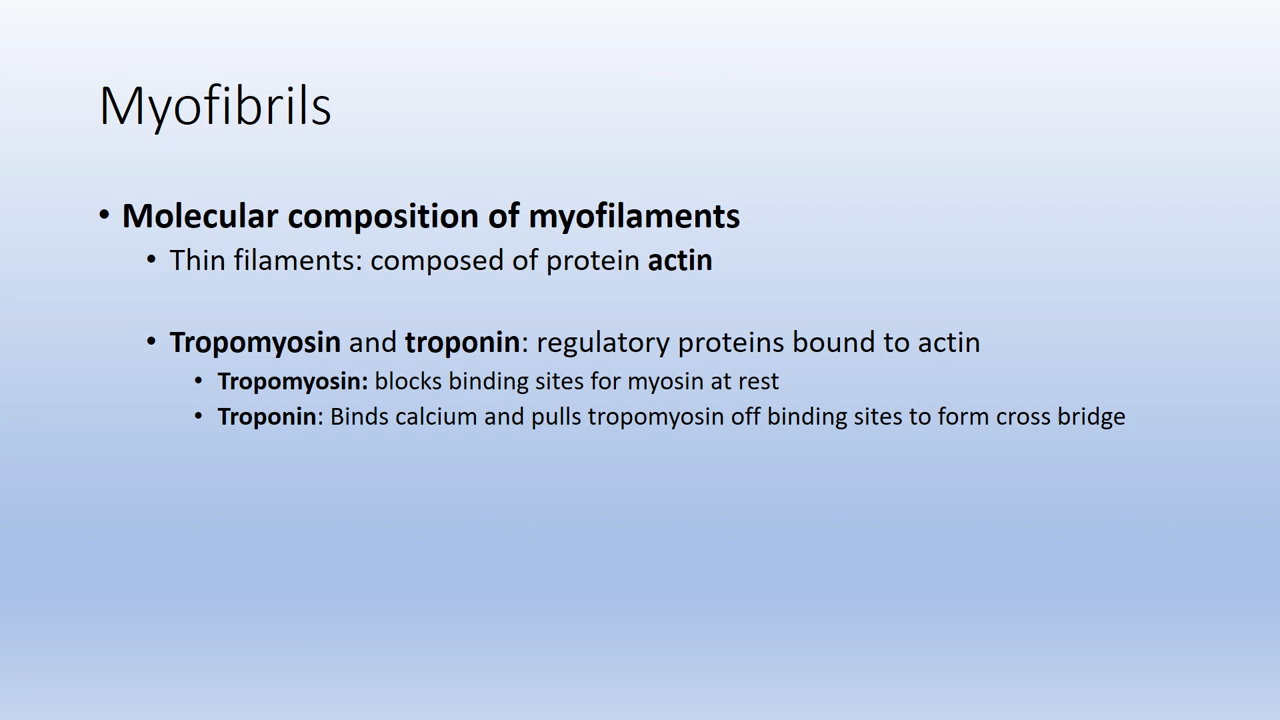 Myofibrils
• Molecular composition of myofilaments
• Thin filaments: composed of protein actin
• Tropomyosin and troponin: regulatory proteins bound to actin
• Tropomyosin: blocks binding sites for myosin at rest
• Troponin: Binds calcium and pulls tropomyosin off binding sites to form cross bridge